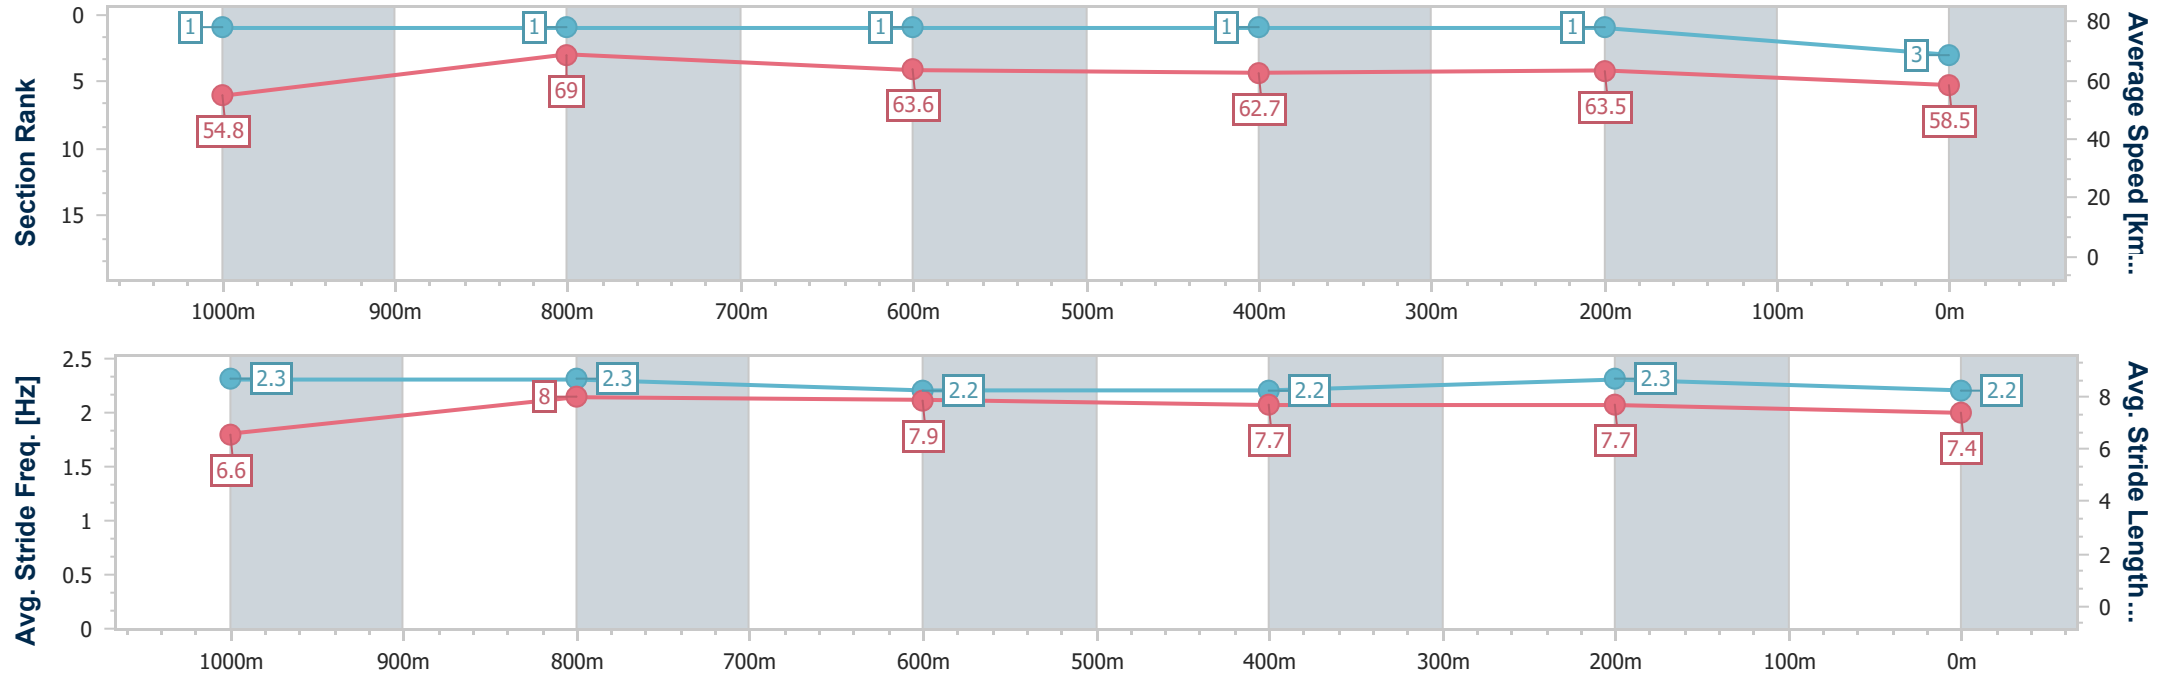 Section Rank
0
5
10
15
1
1
1
1
1
3
54.8
69
63.6
62.7
63.5
58.5
80
60
40
20
0
Average Speed [km...
1000m
900m
800m
700m
600m
500m
400m
300m
200m
100m
0m
Avg. Stride Freq. [Hz]
2.5
2
1.5
1
0.5
0
2.3
2.3
2.2
2.2
2.3
2.2
6.6
8
7.9
7.7
7.7
7.4
8
6
4
2
0
Avg. Stride Length...
1000m
900m
800m
700m
600m
500m
400m
300m
200m
100m
0m